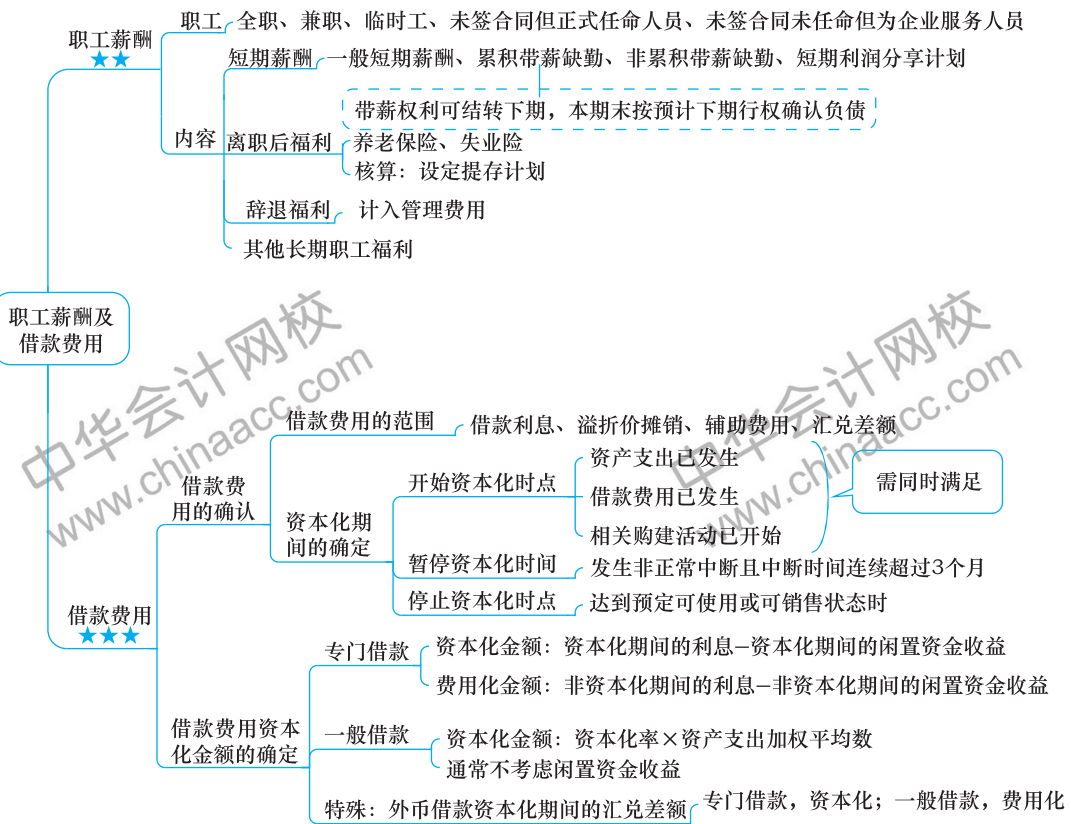 职工薪酬及
借款费用
职工薪酬
★★
职工
全职、兼职、临时工、未签合同但正式任命人员、未签合同未任命但为企业服务人员
内容
短期薪酬
一般短期薪酬、累积带薪缺勤、非累积带薪缺勤、短期利润分享计划
带薪权利可结转下期，本期末按预计下期行权确认负债
离职后福利
养老保险、失业险
核算：设定提存计划
辞退福利
计入管理费用
其他长期职工福利
借款费用
★★★
借款费
用的确认
借款费用的范围
借款利息、溢折价摊销、辅助费用、汇兑差额
资本化期
间的确定
开始资本化时点
资产支出已发生
借款费用已发生
相关购建活动已开始
需同时满足
暂停资本化时间
发生非正常中断且中断时间连续超过3个月
停止资本化时点
达到预定可使用或可销售状态时
借款费用资本
化金额的确定
专门借款
资本化金额：资本化期间的利息－资本化期间的闲置资金收益
费用化金额：非资本化期间的利息－非资本化期间的闲置资金收益
一般借款
资本化金额：资本化率×资产支出加权平均数
通常不考虑闲置资金收益
特殊：外币借款资本化期间的汇兑差额
专门借款，资本化；一般借款，费用化
中华会计网校
www.chinaacc.com
中华会计网校
www.chinaacc.com